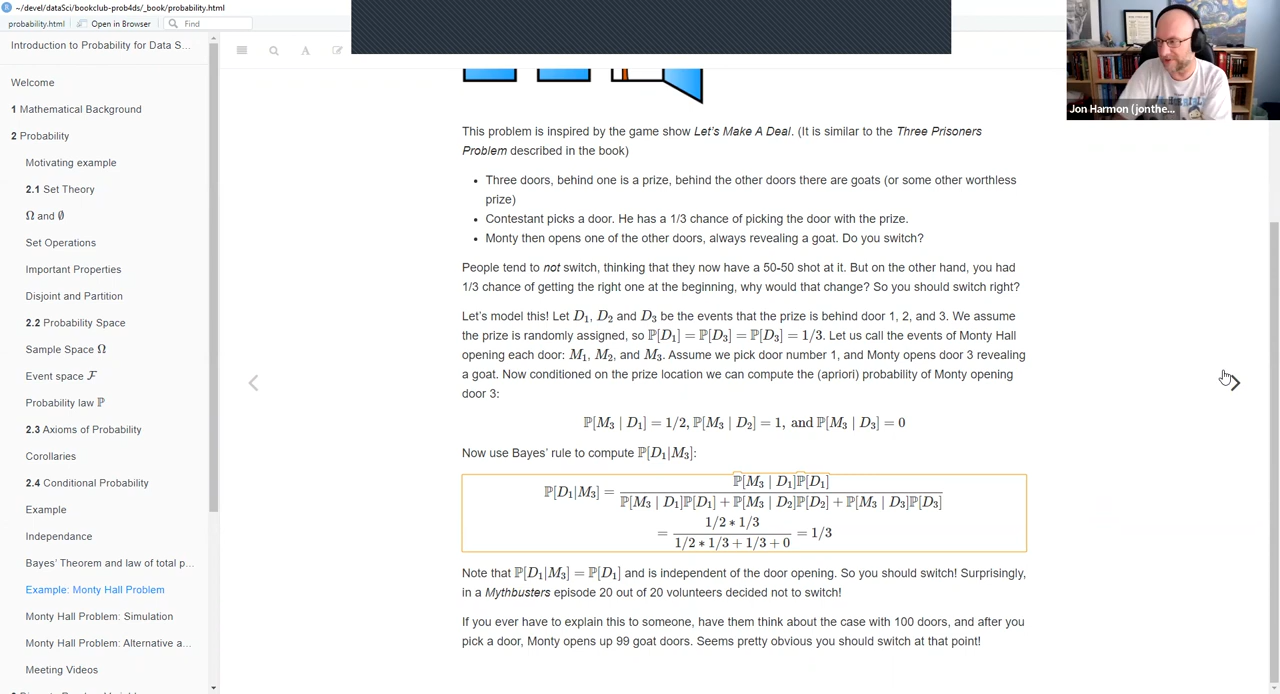 ~/devel/dataSci/bookclub-prob4ds/_book/probability.html
probability.html
Open in Browser
Find
Introduction to Probability for Data S...
Welcome
1 Mathematical Background
2 Probability
Motivating example
2.1 Set Theory
Ω and ∅
Set Operations
Important Properties
Disjoint and Partition
2.2 Probability Space
Sample Space Ω
Event space ℱ
Probability law ℙ
2.3 Axioms of Probability
Corollaries
2.4 Conditional Probability
Example
Independance
Bayes' Theorem and law of total p...
Example: Monty Hall Problem
Monty Hall Problem: Simulation
Monty Hall Problem: Alternative a...
Meeting Videos
A
This problem is inspired by the game show Let's Make A Deal. (It is similar to the Three Prisoners
Problem described in the book)
• Three doors, behind one is a prize, behind the other doors there are goats (or some other worthless
prize)
• Contestant picks a door. He has a 1/3 chance of picking the door with the prize.
• Monty then opens one of the other doors, always revealing a goat. Do you switch?
People tend to not switch, thinking that they now have a 50-50 shot at it. But on the other hand, you had
1/3 chance of getting the right one at the beginning, why would that change? So you should switch right?
Let's model this! Let D₁, D₂ and D₃ be the events that the prize is behind door 1, 2, and 3. We assume
the prize is randomly assigned, so ℙ[D₁] = ℙ[D₃] = ℙ[D₃] = 1/3. Let us call the events of Monty Hall
opening each door: M₁, M₂, and M₃. Assume we pick door number 1, and Monty opens door 3 revealing
a goat. Now conditioned on the prize location we can compute the (apriori) probability of Monty opening
door 3:
ℙ[M₃ | D₁] = 1/2, ℙ[M₃ | D₂] = 1, and ℙ[M₃ | D₃] = 0
Now use Bayes' rule to compute ℙ[D₁|M₃]:
ℙ[M₃ | D₁]ℙ[D₁]
ℙ[D₁|M₃] =
ℙ[M₃ | D₁]ℙ[D₁] + ℙ[M₃ | D₂]ℙ[D₂] + ℙ[M₃ | D₃]ℙ[D₃]
1/2 ∗ 1/3
= = 1/3
1/2 ∗ 1/3 + 1/3 + 0
Note that ℙ[D₁|M₃] = ℙ[D₁] and is independent of the door opening. So you should switch! Surprisingly,
in a Mythbusters episode 20 out of 20 volunteers decided not to switch!
If you ever have to explain this to someone, have them think about the case with 100 doors, and after you
pick a door, Monty opens up 99 goat doors. Seems pretty obvious you should switch at that point!
Jon Harmon (jonthe...